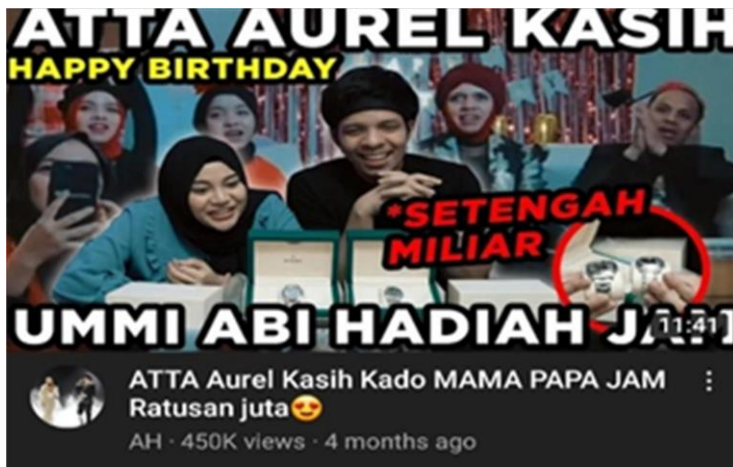 ATTA AUREL KASIH
HAPPY BIRTHDAY
*SETENGAH
MILIAR
UMMI ABI HADIAH JAM
11:41
ATTA Aurel Kasih Kado MAMA PAPA JAM
Ratusan juta😍
AH · 450K views · 4 months ago